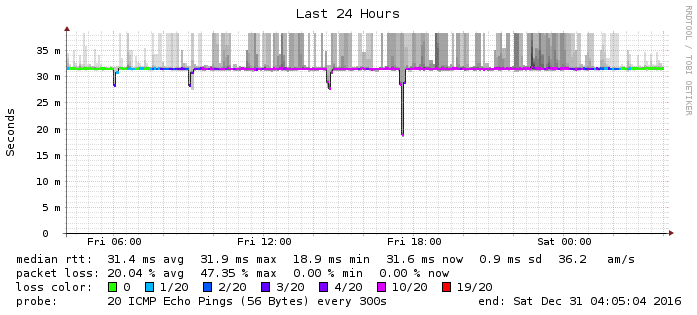 Last 24 Hours
RRDTOOL / TOBI OETIKER
Seconds
35 m
30 m
25 m
20 m
15 m
10 m
5 m
0
Fri 06:00 Fri 12:00 Fri 18:00 Sat 00:00
median rtt: 31.4 ms avg 31.9 ms max 18.9 ms min 31.6 ms now 0.9 ms sd 36.2 am/s
packet loss: 20.04 % avg 47.35 % max 0.00 % min 0.00 % now
loss color: 0 1/20 2/20 3/20 4/20 10/20 19/20
probe: 20 ICMP Echo Pings (56 Bytes) every 300s end: Sat Dec 31 04:05:04 2016